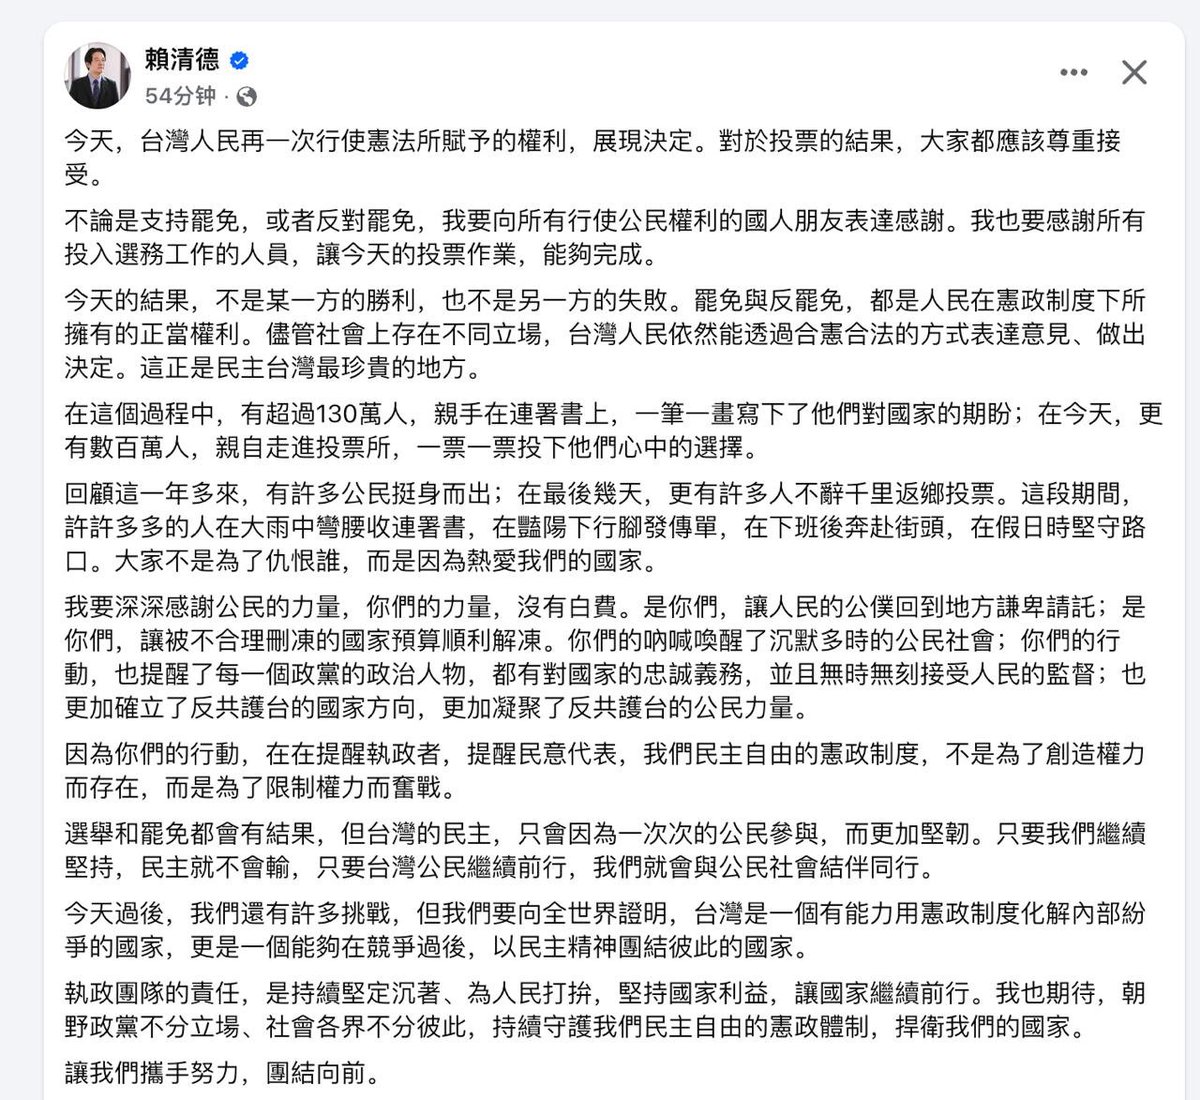 賴清德
54分钟 ·
今天，台灣人民再一次行使憲法所賦予的權利，展現決定。對於投票的結果，大家都應該尊重接
受。
不論是支持罷免，或者反對罷免，我要向所有行使公民權利的國人朋友表達感謝。我也要感謝所有
投入選務工作的人員，讓今天的投票作業，能夠完成。
今天的結果，不是某一方的勝利，也不是另一方的失敗。罷免與反罷免，都是人民在憲政制度下所
擁有的正當權利。儘管社會上存在不同立場，台灣人民依然能透過合憲合法的方式表達意見、做出
決定。這正是民主台灣最珍貴的地方。
在這個過程中，有超過130萬人，親手在連署書上，一筆一畫寫下了他們對國家的期盼；在今天，更
有數百萬人，親自走進投票所，一票一票投下他們心中的選擇。
回顧這一年多來，有許多公民挺身而出；在最後幾天，更有許多人不辭千里返鄉投票。這段期間，
許許多多的人在大雨中彎腰收連署書，在豔陽下行腳發傳單，在下班後奔赴街頭，在假日時堅守路
口。大家不是為了仇恨誰，而是因為熱愛我們的國家。
我要深深感謝公民的力量，你們的力量，沒有白費。是你們，讓人民的公僕回到地方謙卑請託；是
你們，讓被不合理刪凍的國家預算順利解凍。你們的吶喊喚醒了沉默多時的公民社會；你們的行
動，也提醒了每一個政黨的政治人物，都有對國家的忠誠義務，並且無時無刻接受人民的監督；也
更加確立了反共護台的國家方向，更加凝聚了反共護台的公民力量。
因為你們的行動，在在提醒執政者，提醒民意代表，我們民主自由的憲政制度，不是為了創造權力
而存在，而是為了限制權力而奮戰。
選舉和罷免都會有結果，但台灣的民主，只會因為一次次的公民參與，而更加堅韌。只要我們繼續
堅持，民主就不會輸，只要台灣公民繼續前行，我們就會與公民社會結伴同行。
今天過後，我們還有許多挑戰，但我們要向全世界證明，台灣是一個有能力用憲政制度化解內部紛
爭的國家，更是一個能夠在競爭過後，以民主精神團結彼此的國家。
執政團隊的責任，是持續堅定沉著、為人民打拚，堅持國家利益，讓國家繼續前行。我也期待，朝
野政黨不分立場、社會各界不分彼此，持續守護我們民主自由的憲政體制，捍衛我們的國家。
讓我們攜手努力，團結向前。